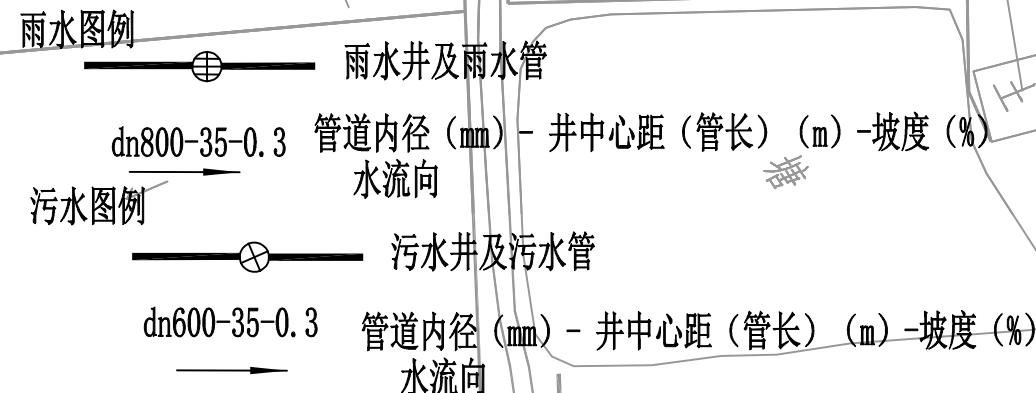 雨水图例
雨水井及雨水管
dn800-35-0.3 管道内径（mm）- 井中心距（管长）（m）-坡度（%）
水流向
塘
污水图例
污水井及污水管
dn600-35-0.3 管道内径（mm）- 井中心距（管长）（m）-坡度（%）
水流向